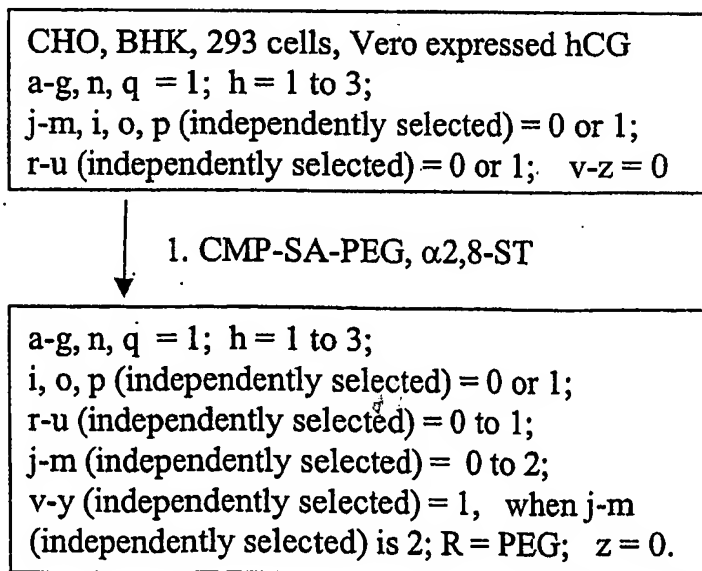 CHO, BHK, 293 cells, Vero expressed hCG
a-g, n, q = 1; h = 1 to 3;
j-m, i, o, p (independently selected) = 0 or 1;
r-u (independently selected) = 0 or 1; v-z = 0
1. CMP-SA-PEG, α2,8-ST
a-g, n, q = 1; h = 1 to 3;
i, o, p (independently selected) = 0 or 1;
r-u (independently selected) = 0 to 1;
j-m (independently selected) = 0 to 2;
v-y (independently selected) = 1, when j-m
(independently selected) is 2; R = PEG; z = 0.